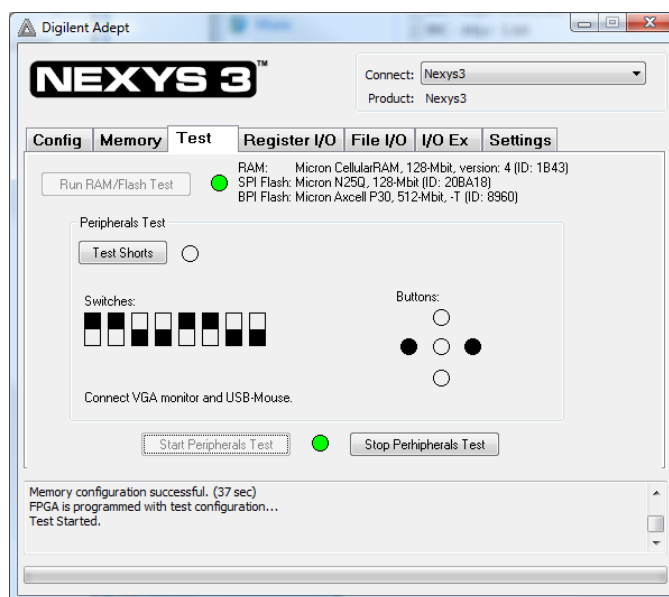 Digilent Adept
NEXYS 3™
Connect: Nexys3
Product: Nexys3
Config Memory Test Register I/O File I/O I/O Ex Settings
Run RAM/Flash Test
RAM: Micron CellularRAM, 128-Mbit, version: 4 (ID: 1B43)
SPI Flash: Micron N25Q, 128-Mbit (ID: 20BA18)
BPI Flash: Micron Axcell P30, 512-Mbit, -T (ID: 8960)
Peripherals Test
Test Shorts
Switches:
Buttons:
Connect VGA monitor and USB-Mouse.
Start Peripherals Test
Stop Perhipherals Test
Memory configuration successful. (37 sec)
FPGA is programmed with test configuration...
Test Started.